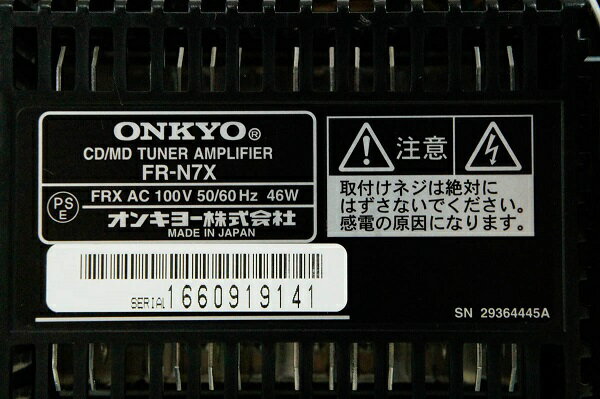 ONKYO®
CD/MD TUNER AMPLIFIER
FR-N7X
PS
E
FRX AC 100V 50/60Hz 46W
オンキヨー株式会社
MADE IN JAPAN
注意
取付けネジは絶対に
はずさないでください。
感電の原因になります。
SERIAL 1660919141
SN 29364445A